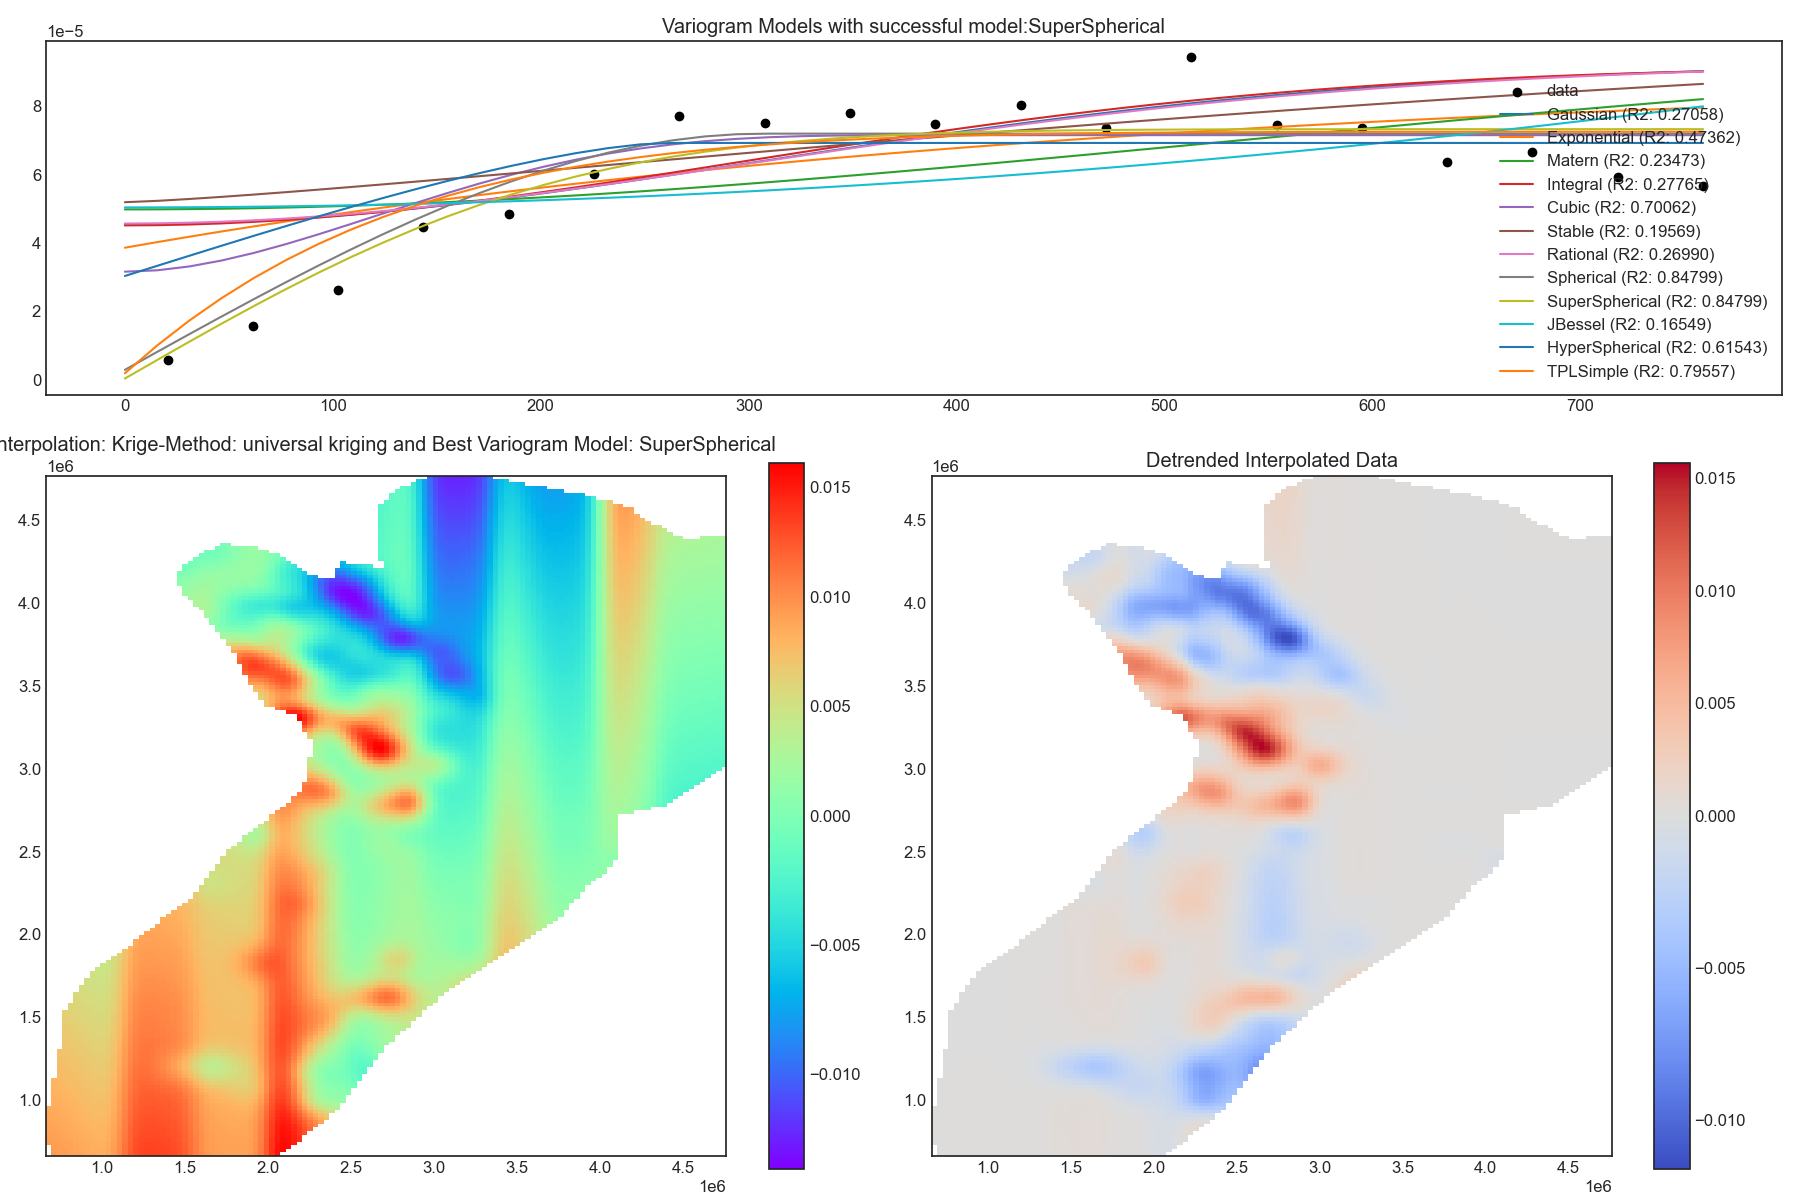 Variogram Models with successful model:SuperSpherical
1e−5
8
6
4
2
0
0 100 200 300 400 500 600 700
data
Gaussian (R2: 0.27058)
Exponential (R2: 0.47362)
Matern (R2: 0.23473)
Integral (R2: 0.27765)
Cubic (R2: 0.70062)
Stable (R2: 0.19569)
Rational (R2: 0.26990)
Spherical (R2: 0.84799)
SuperSpherical (R2: 0.84799)
JBessel (R2: 0.16549)
HyperSpherical (R2: 0.61543)
TPLSimple (R2: 0.79557)
nterpolation: Krige-Method: universal kriging and Best Variogram Model: SuperSpherical
1e6
4.5
4.0
3.5
3.0
2.5
2.0
1.5
1.0
1.0 1.5 2.0 2.5 3.0 3.5 4.0 4.5
1e6
0.015
0.010
0.005
0.000
−0.005
−0.010
Detrended Interpolated Data
1e6
4.5
4.0
3.5
3.0
2.5
2.0
1.5
1.0
1.0 1.5 2.0 2.5 3.0 3.5 4.0 4.5
1e6
0.015
0.010
0.005
0.000
−0.005
−0.010